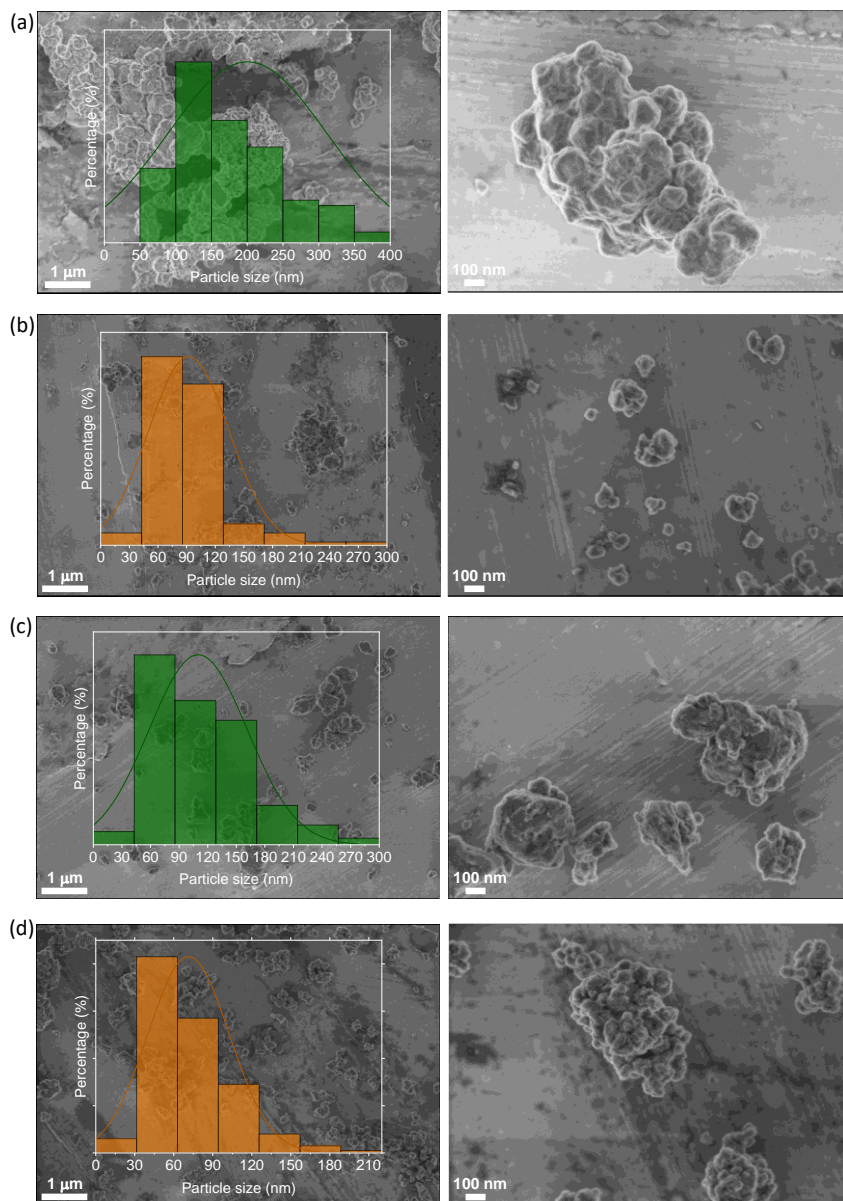 (a)
Percentage (%)
0 50 100 150 200 250 300 350 400
Particle size (nm)
1 µm
100 nm
(b)
Percentage (%)
0 30 60 90 120 150 180 210 240 270 300
Particle size (nm)
1 µm
100 nm
(c)
Percentage (%)
0 30 60 90 120 150 180 210 240 270 300
Particle size (nm)
1 µm
100 nm
(d)
Percentage (%)
0 30 60 90 120 150 180 210
Particle size (nm)
1 µm
100 nm